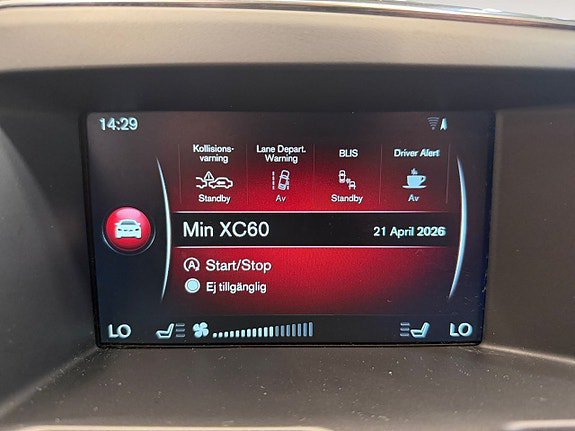 14:29
Kollisions-
varning
Lane Depart.
Warning
BLIS
Driver Alert
Standby
Av
Standby
Av
Min XC60
21 April 2026
A Start/Stop
Ej tillgänglig
LO
LO